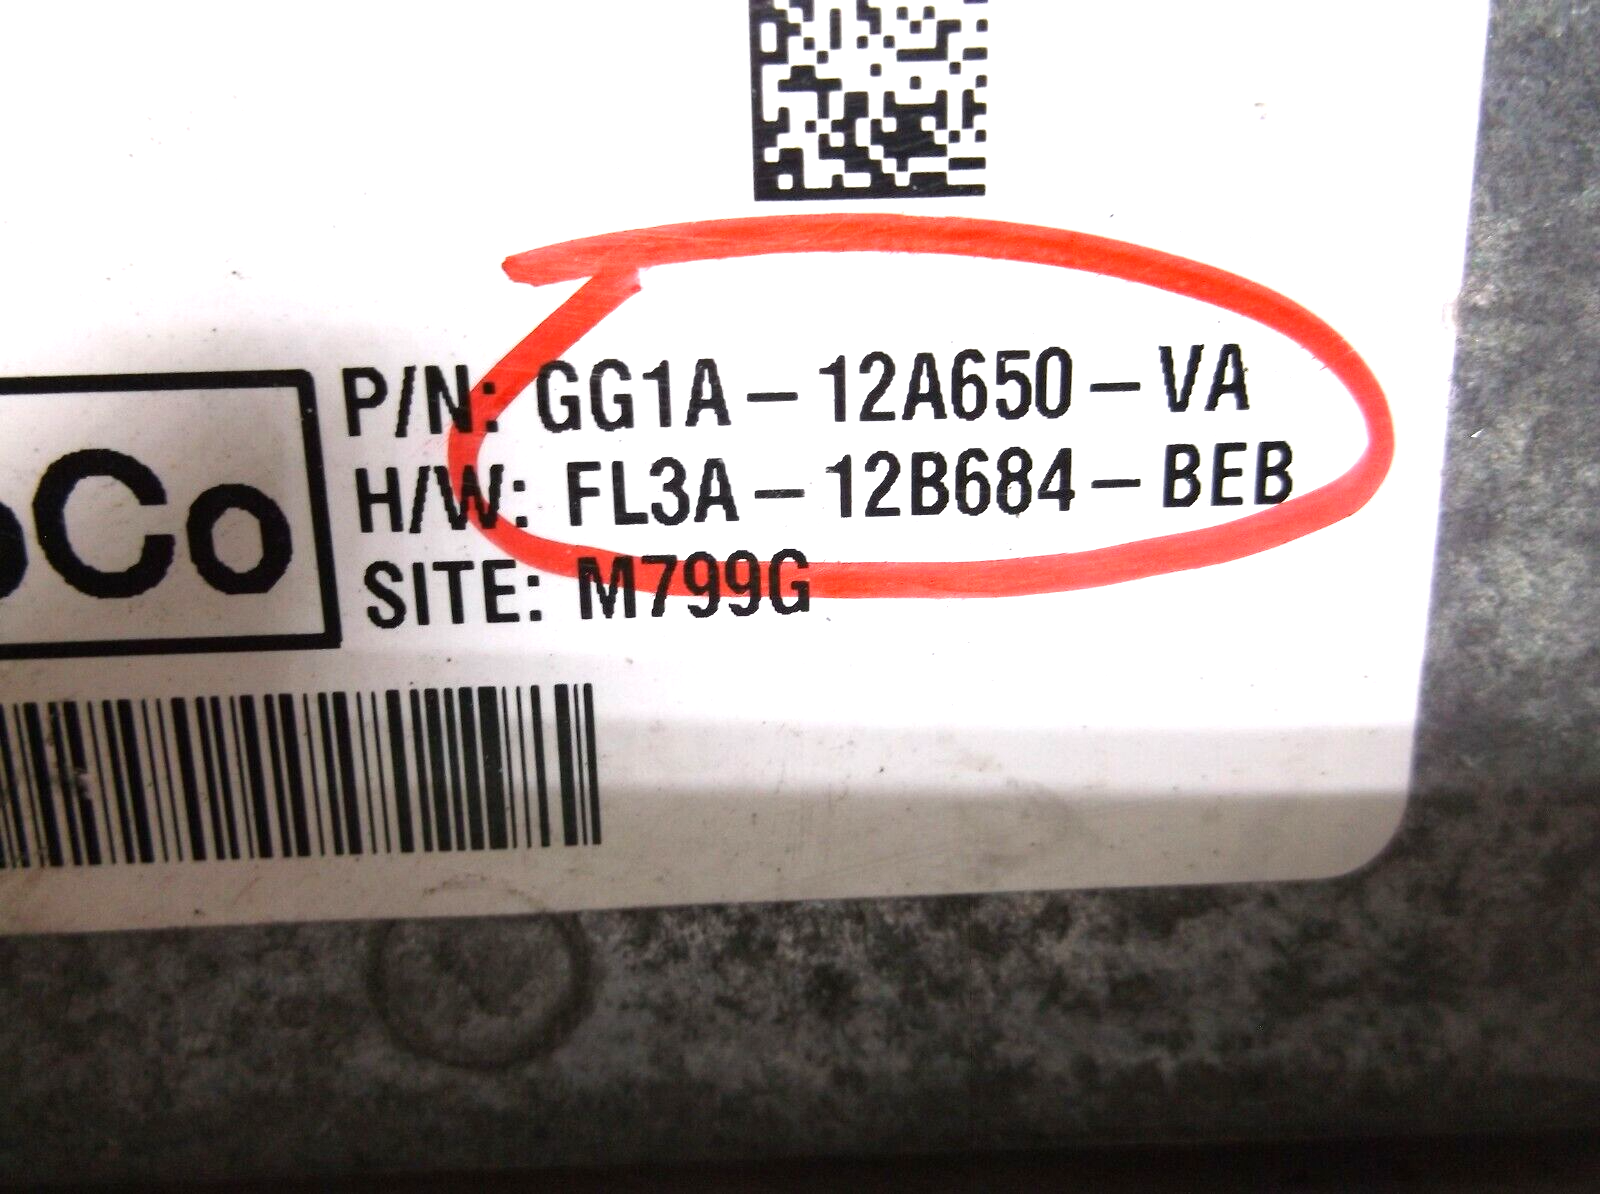 P/N: GG1A-12A650-VA
H/W: FL3A-12B684-BEB
SITE: M799G